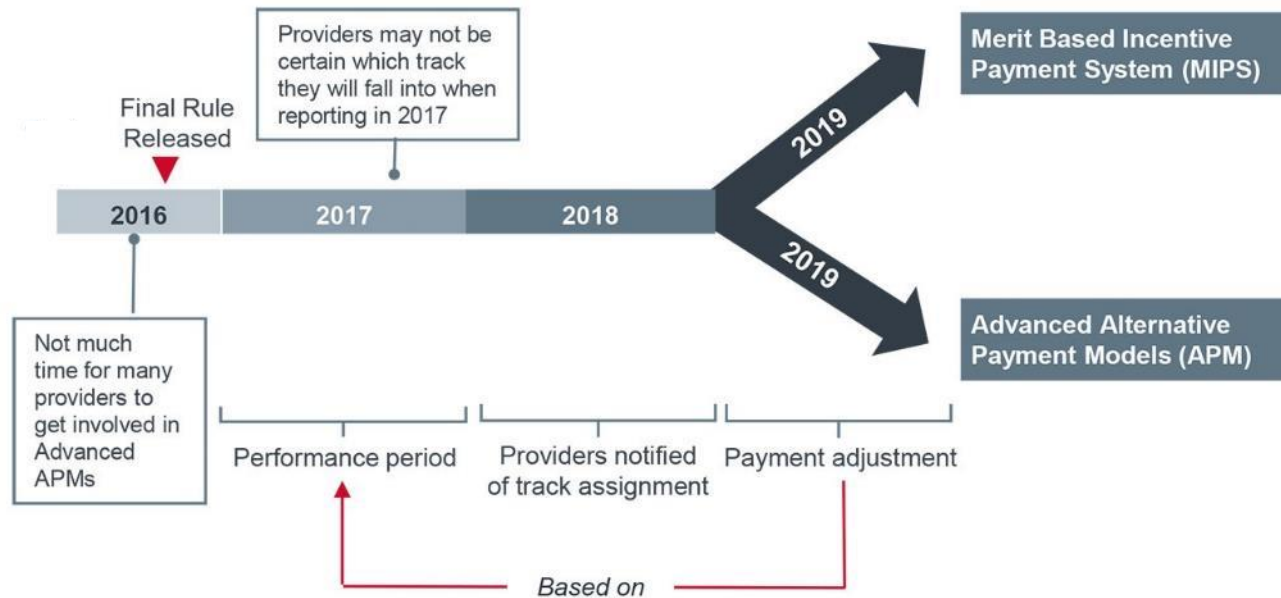 Providers may not be
certain which track
they will fall into when
reporting in 2017
Merit Based Incentive
Payment System (MIPS)
Final Rule
Released
2016
2017
2018
2019
2019
Not much
time for many
providers to
get involved in
Advanced
APMs
Advanced Alternative
Payment Models (APM)
Performance period
Providers notified
of track assignment
Payment adjustment
Based on